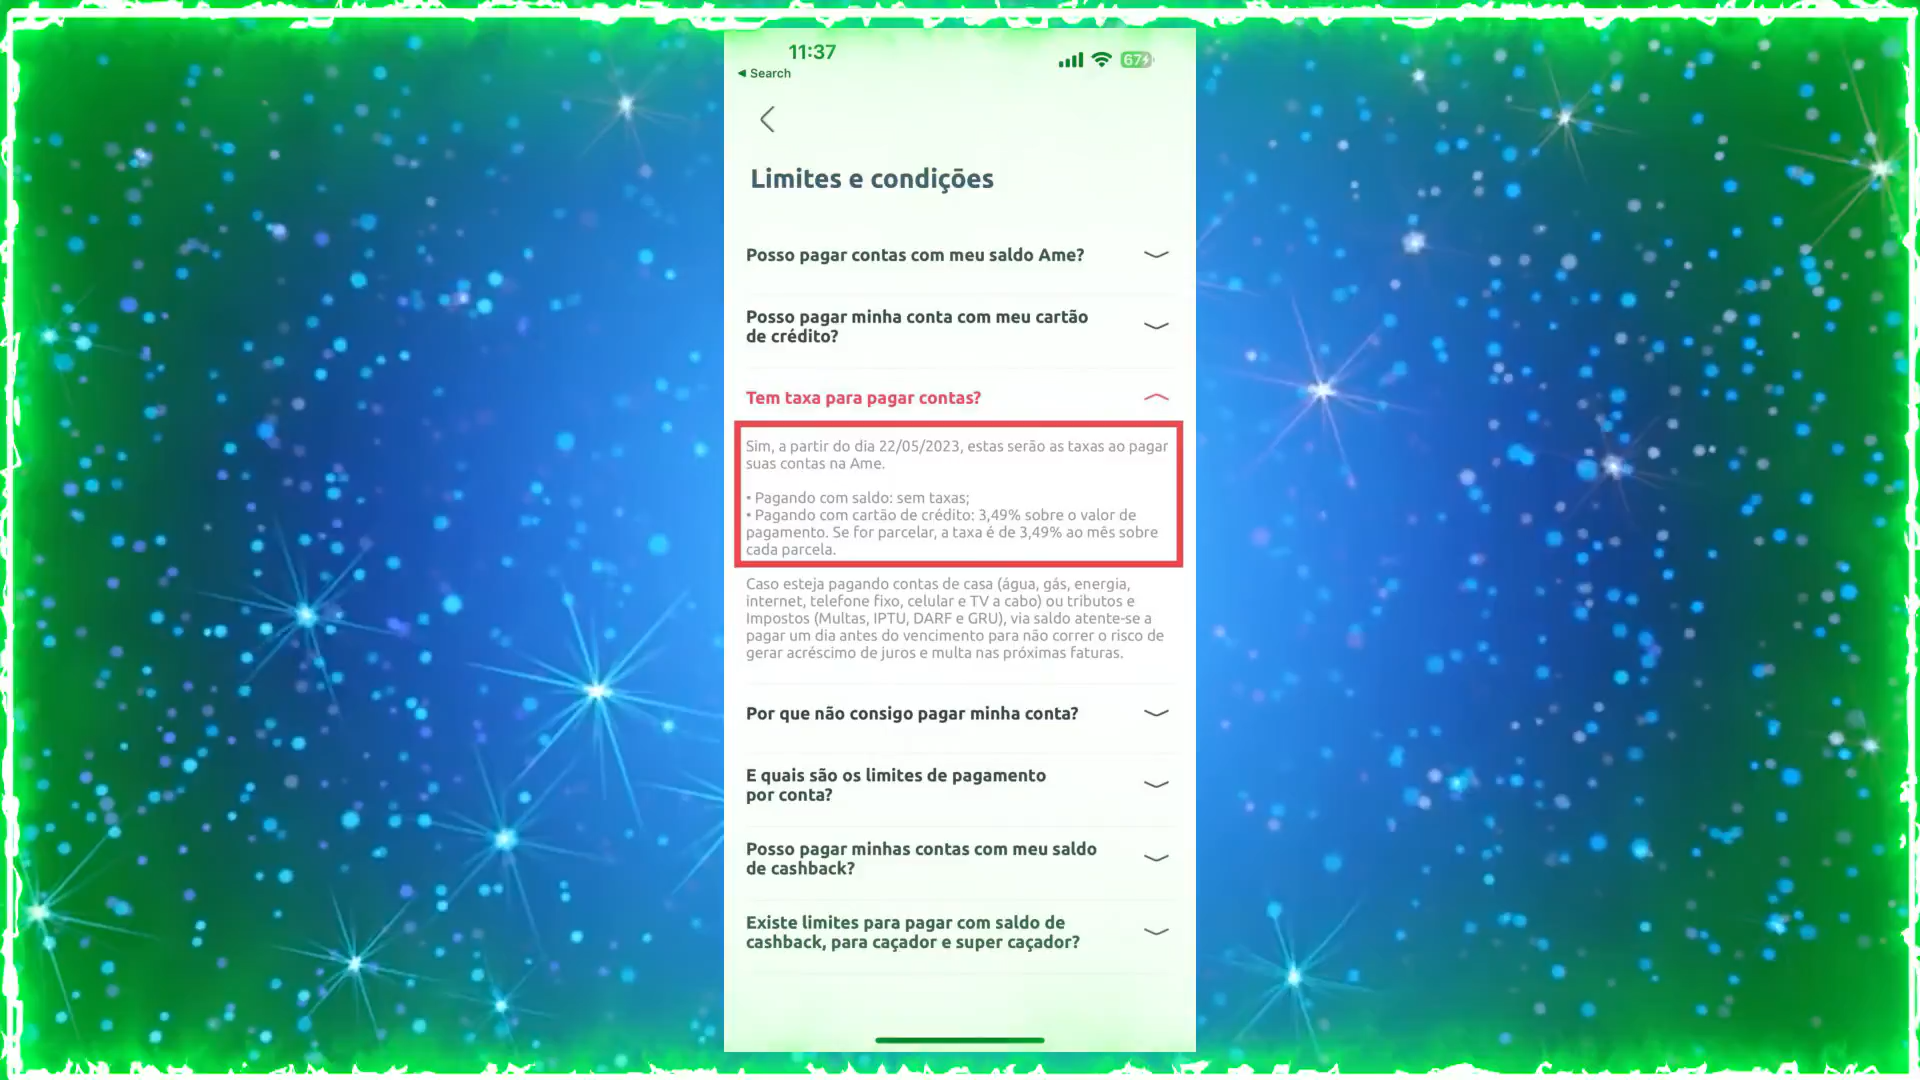 11:37
67
◄ Search
Limites e condições
Posso pagar contas com meu saldo Ame?
Posso pagar minha conta com meu cartão
de crédito?
Tem taxa para pagar contas?
Sim, a partir do dia 22/05/2023, estas serão as taxas ao pagar
suas contas na Ame.
• Pagando com saldo: sem taxas;
• Pagando com cartão de crédito: 3,49% sobre o valor de
pagamento. Se for parcelar, a taxa é de 3,49% ao mês sobre
cada parcela.
Caso esteja pagando contas de casa (água, gás, energia,
internet, telefone fixo, celular e TV a cabo) ou tributos e
Impostos (Multas, IPTU, DARF e GRU), via saldo atente-se a
pagar um dia antes do vencimento para não correr o risco de
gerar acréscimo de juros e multa nas próximas faturas.
Por que não consigo pagar minha conta?
E quais são os limites de pagamento
por conta?
Posso pagar minhas contas com meu saldo
de cashback?
Existe limites para pagar com saldo de
cashback, para caçador e super caçador?